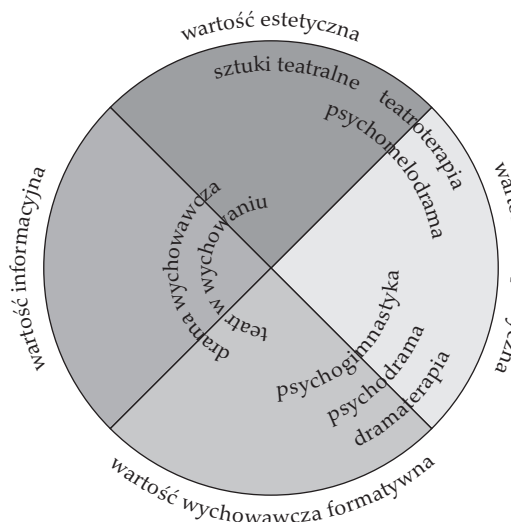 wartość estetyczna
sztuki teatralne
teatroterapia
psychomelodrama
wartość informacyjna
drama wychowawcza
teatr w wychowaniu
psychogimnastyka
psychodrama
dramaterapia
wartość wychowawcza formatywna